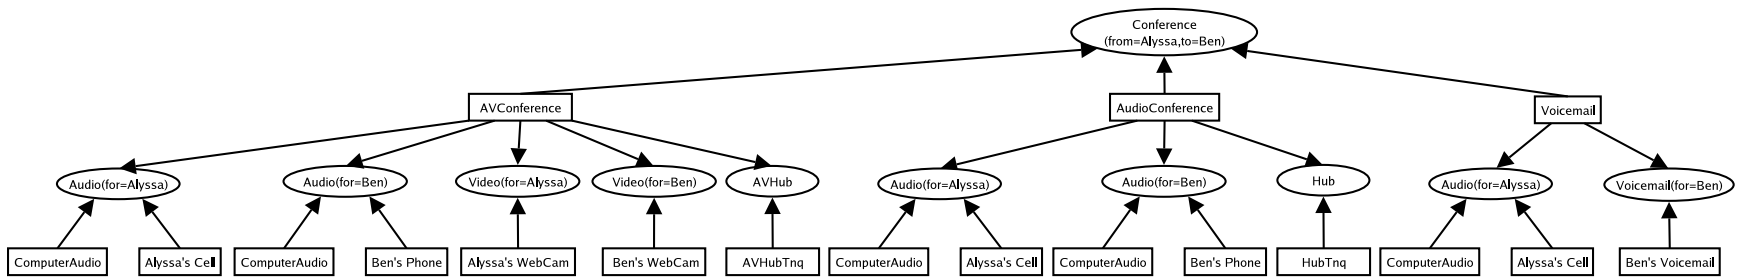 Conference
(from=Alyssa,to=Ben)
AVConference
AudioConference
Voicemail
Audio(for=Alyssa)
Audio(for=Ben)
Video(for=Alyssa)
Video(for=Ben)
AVHub
Audio(for=Alyssa)
Audio(for=Ben)
Hub
Audio(for=Alyssa)
Voicemail(for=Ben)
ComputerAudio
Alyssa's Cell
ComputerAudio
Ben's Phone
Alyssa's WebCam
Ben's WebCam
AVHubTnq
ComputerAudio
Alyssa's Cell
ComputerAudio
Ben's Phone
HubTnq
ComputerAudio
Alyssa's Cell
Ben's Voicemail